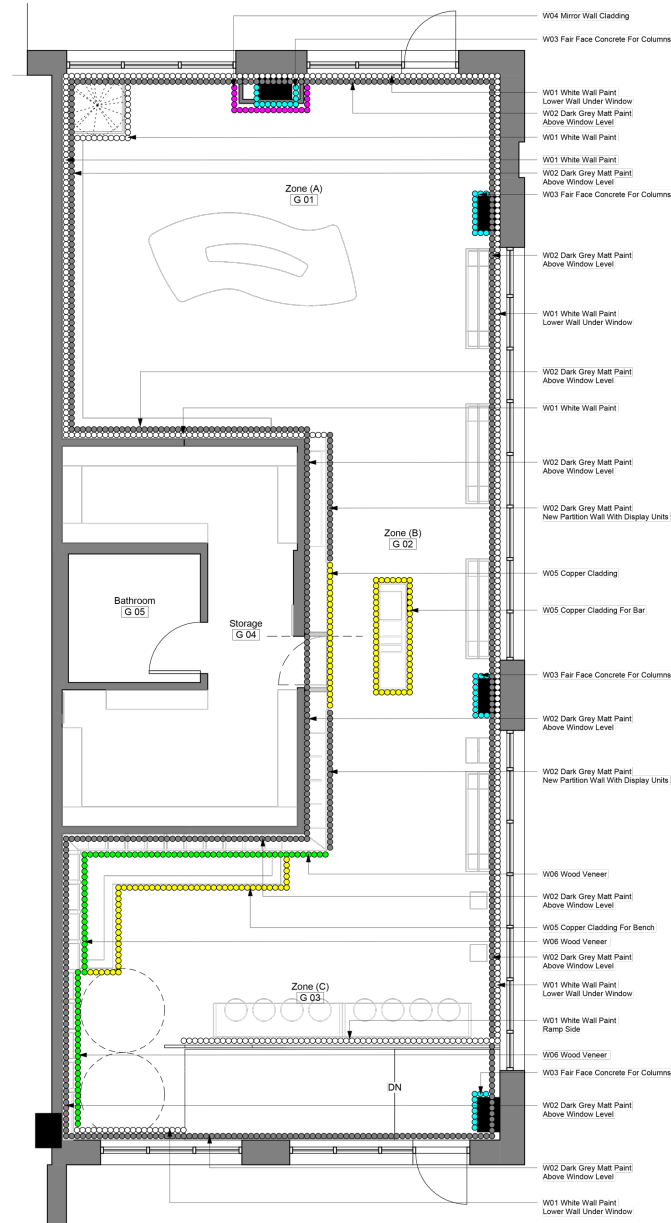 W04 Mirror Wall Cladding
W03 Fair Face Concrete For Columns
W01 White Wall Paint
Lower Wall Under Window
W02 Dark Grey Matt Paint
Above Window Level
W01 White Wall Paint
W01 White Wall Paint
W02 Dark Grey Matt Paint
Above Window Level
Zone (A)
G 01
W03 Fair Face Concrete For Columns
W02 Dark Grey Matt Paint
Above Window Level
W01 White Wall Paint
Lower Wall Under Window
W02 Dark Grey Matt Paint
Above Window Level
W01 White Wall Paint
W02 Dark Grey Matt Paint
Above Window Level
W02 Dark Grey Matt Paint
New Partition Wall With Display Units
Zone (B)
G 02
W05 Copper Cladding
Bathroom
G 05
W05 Copper Cladding For Bar
Storage
G 04
W03 Fair Face Concrete For Columns
W02 Dark Grey Matt Paint
Above Window Level
W02 Dark Grey Matt Paint
New Partition Wall With Display Units
W06 Wood Veneer
W02 Dark Grey Matt Paint
Above Window Level
W05 Copper Cladding For Bench
W06 Wood Veneer
W02 Dark Grey Matt Paint
Above Window Level
Zone (C)
G 03
W01 White Wall Paint
Lower Wall Under Window
W01 White Wall Paint
Ramp Side
W06 Wood Veneer
W03 Fair Face Concrete For Columns
DN
W02 Dark Grey Matt Paint
Above Window Level
W02 Dark Grey Matt Paint
Above Window Level
W01 White Wall Paint
Lower Wall Under Window